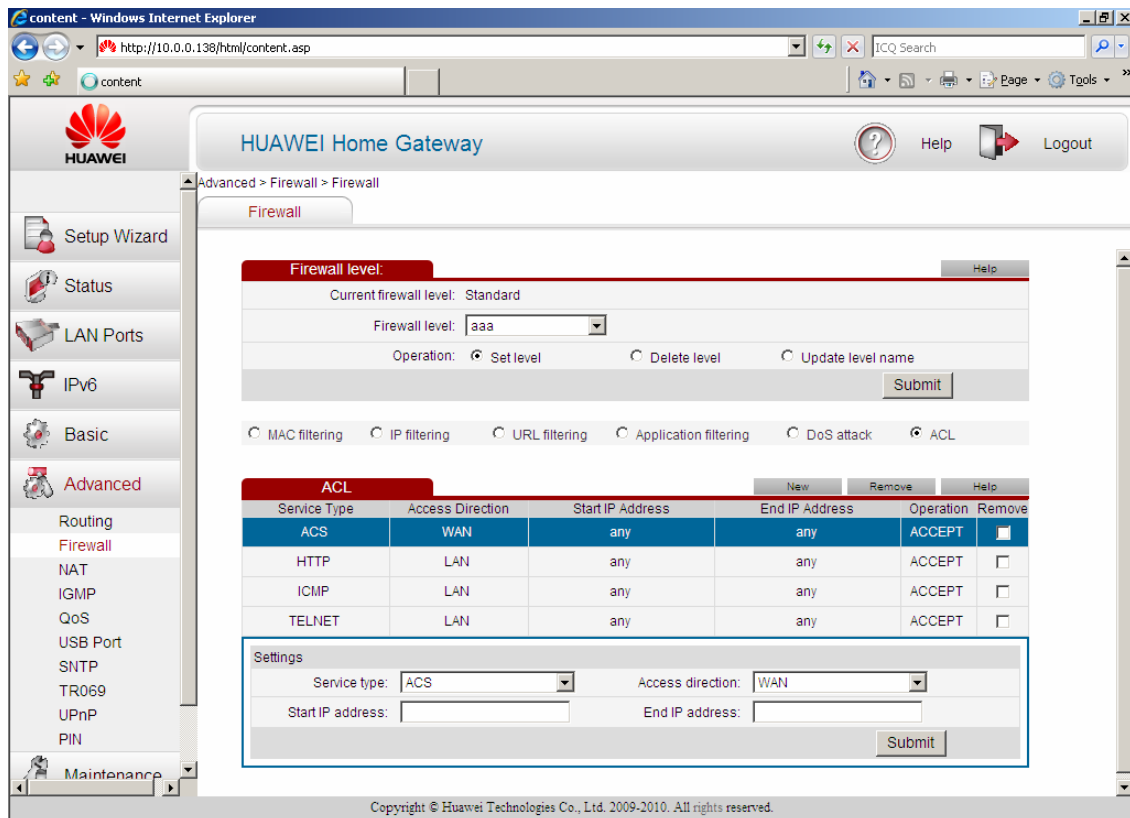 content - Windows Internet Explorer
http://10.0.0.138/html/content.asp
ICQ Search
content
Page
Tools
HUAWEI
HUAWEI Home Gateway
Help
Logout
Advanced > Firewall > Firewall
Firewall
Setup Wizard
Status
LAN Ports
IPv6
Basic
Advanced
Routing
Firewall
NAT
IGMP
QoS
USB Port
SNTP
TR069
UPnP
PIN
Maintenance
Firewall level:
Help
Current firewall level: Standard
Firewall level: aaa
Operation: Set level Delete level Update level name
Submit
MAC filtering IP filtering URL filtering Application filtering DoS attack ACL
ACL
New Remove Help
Service Type Access Direction Start IP Address End IP Address Operation Remove
ACS WAN any any ACCEPT
HTTP LAN any any ACCEPT
ICMP LAN any any ACCEPT
TELNET LAN any any ACCEPT
Settings
Service type: ACS Access direction: WAN
Start IP address: End IP address:
Submit
Copyright © Huawei Technologies Co., Ltd. 2009-2010. All rights reserved.